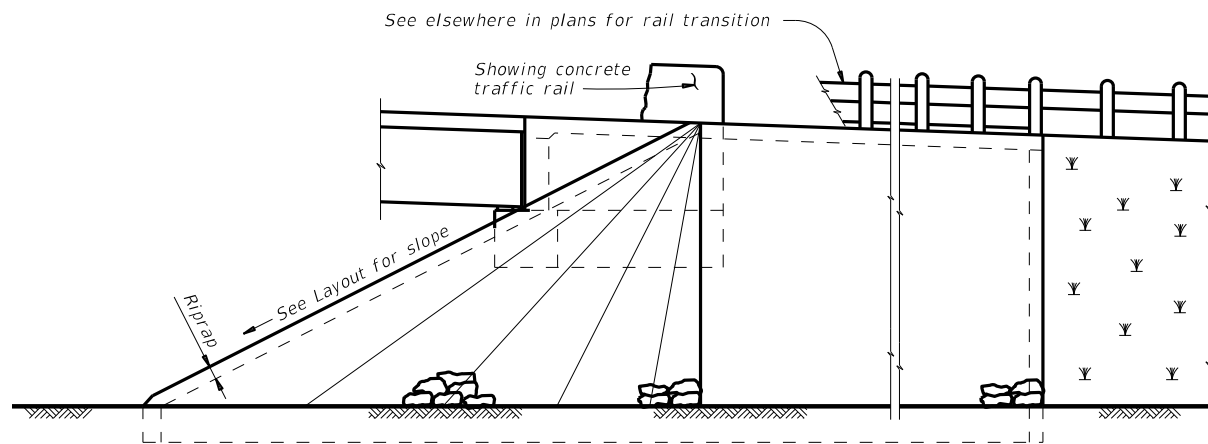 See elsewhere in plans for rail transition
Showing concrete
traffic rail
See Layout for slope
Riprap